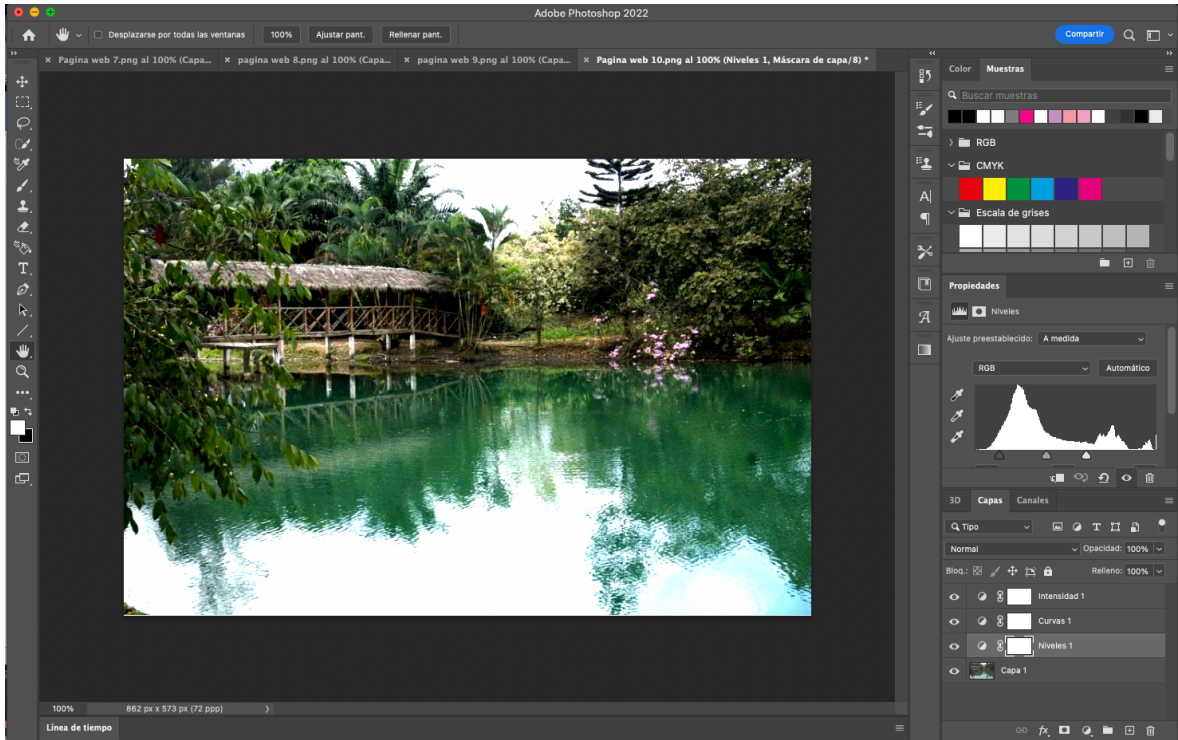 Adobe Photoshop 2022
Desplazarse por todas las ventanas 100% Ajustar pant. Rellenar pant. Compartir
× Pagina web 7.png al 100% (Capa... × pagina web 8.png al 100% (Capa... × pagina web 9.png al 100% (Capa... × Pagina web 10.png al 100% (Niveles 1, Máscara de capa/8) *
Color Muestras
Buscar muestras
RGB
CMYK
Escala de grises
Propiedades
Niveles
Ajuste preestablecido: A medida
RGB Automático
3D Capas Canales
Tipo
Normal Opacidad: 100%
Bloq.: Relleno: 100%
Intensidad 1
Curvas 1
Niveles 1
Capa 1
100% 862 px x 573 px (72 ppp)
Línea de tiempo
fx